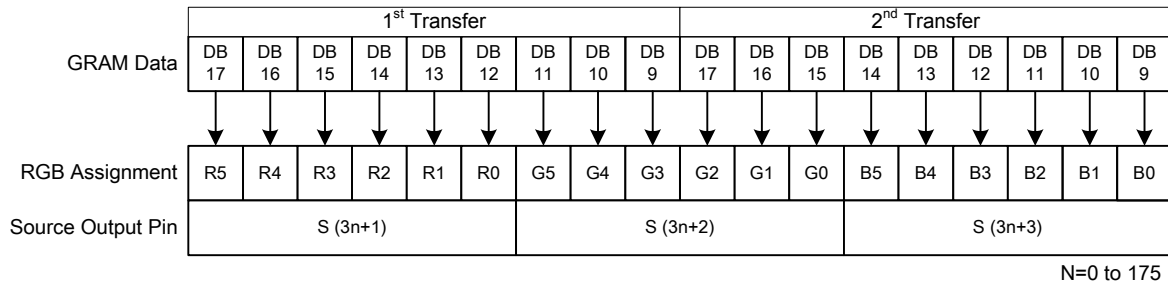 1st Transfer 2nd Transfer
GRAM Data DB 17 DB 16 DB 15 DB 14 DB 13 DB 12 DB 11 DB 10 DB 9 DB 17 DB 16 DB 15 DB 14 DB 13 DB 12 DB 11 DB 10 DB 9
RGB Assignment R5 R4 R3 R2 R1 R0 G5 G4 G3 G2 G1 G0 B5 B4 B3 B2 B1 B0
Source Output Pin S (3n+1) S (3n+2) S (3n+3)
N=0 to 175